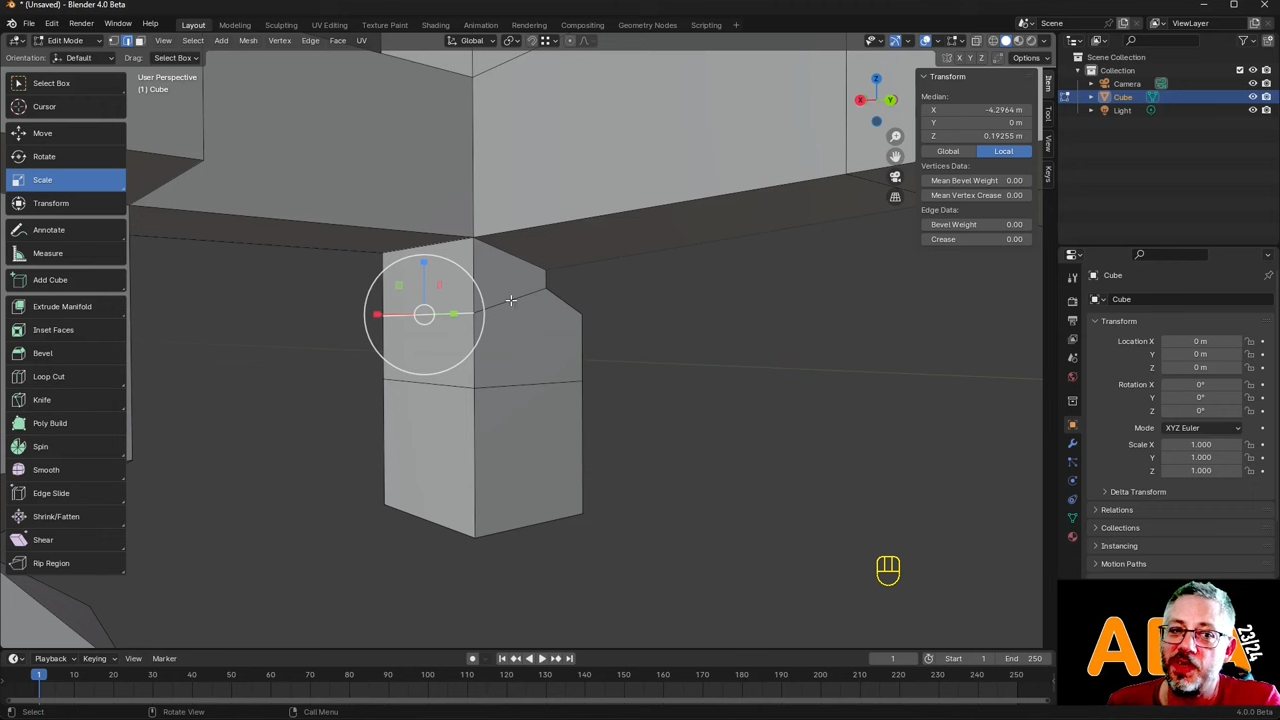 * (Unsaved) - Blender 4.0 Beta
File Edit Render Window Help Layout Modeling Sculpting UV Editing Texture Paint Shading Animation Rendering Compositing Geometry Nodes Scripting + Scene ViewLayer
Edit Mode View Select Add Mesh Vertex Edge Face UV Global
Orientation: Default Drag: Select Box X Y Z Options
User Perspective
(1) Cube
Select Box
Cursor
Move
Rotate
Scale
Transform
Annotate
Measure
Add Cube
Extrude Manifold
Inset Faces
Bevel
Loop Cut
Knife
Poly Build
Spin
Smooth
Edge Slide
Shrink/Fatten
Shear
Rip Region
Z
X
Y
Transform
Median:
X -4.2964 m
Y 0 m
Z 0.19255 m
Global Local
Vertices Data:
Mean Bevel Weight 0.00
Mean Vertex Crease 0.00
Edge Data:
Bevel Weight 0.00
Crease 0.00
Item
Tool
View
Keys
Scene Collection
Collection
Camera
Cube
Light
Cube
Cube
Transform
Location X 0 m
Y 0 m
Z 0 m
Rotation X 0°
Y 0°
Z 0°
Mode XYZ Euler
Scale X 1.000
Y 1.000
Z 1.000
Delta Transform
Relations
Collections
Instancing
Motion Paths
23/24
Playback Keying View Marker 1 Start 1 End 250
1 10 20 30 40 50 60 70 80 90 100 110 120 130 140 150 160 170 180 190 200 210 220 230 240 250
Select Rotate View Call Menu 4.0.0 Beta